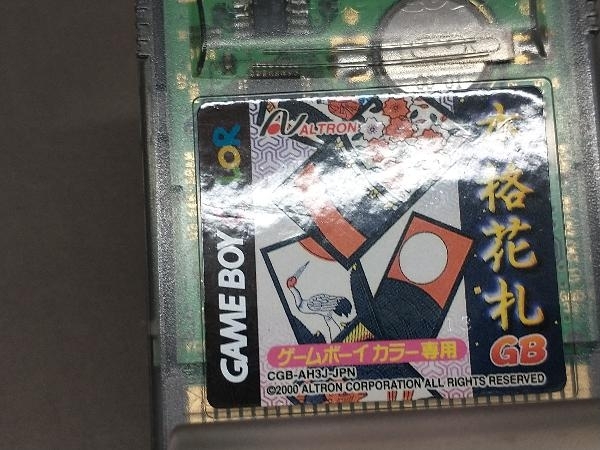 ALTRON
本格花札
GB
GAME BOY COLOR
ゲームボーイカラー専用
CGB-AH3J-JPN
©2000 ALTRON CORPORATION ALL RIGHTS RESERVED